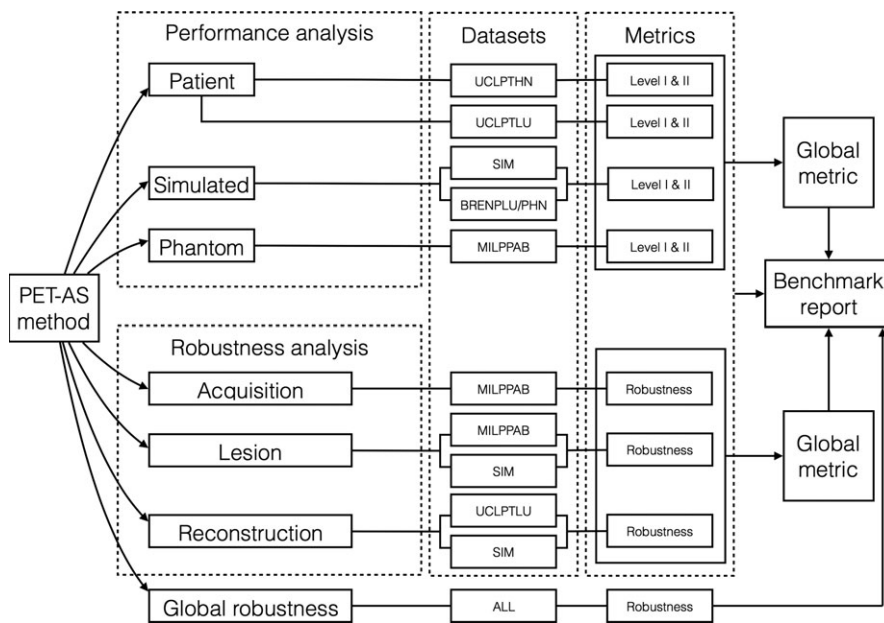 Performance analysis
Datasets
Metrics
Patient
UCLPTHN
Level I & II
UCLPTLU
Level I & II
Global
metric
Simulated
SIM
BRENPLU/PHN
Level I & II
Phantom
MILPPAB
Level I & II
PET-AS
method
Benchmark
report
Robustness analysis
Acquisition
MILPPAB
Robustness
Lesion
MILPPAB
SIM
Robustness
Global
metric
Reconstruction
UCLPTLU
SIM
Robustness
Global robustness
ALL
Robustness